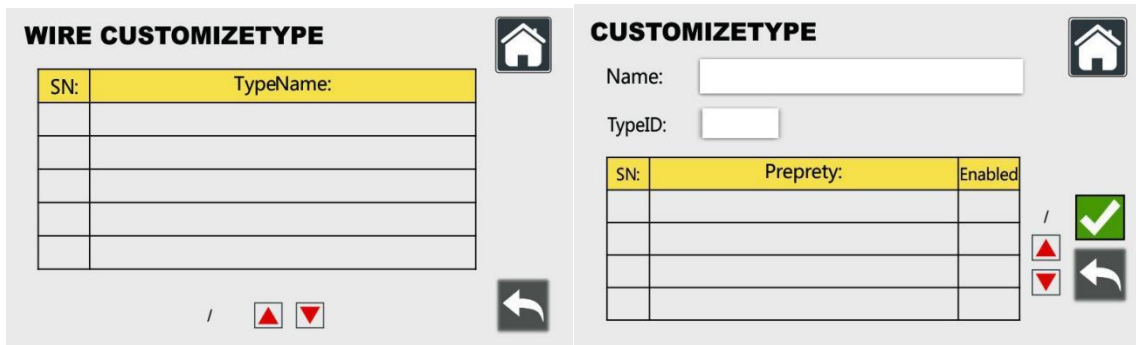 WIRE CUSTOMIZETYPE
SN: TypeName:
/
CUSTOMIZETYPE
Name:
TypeID:
SN: Preprety: Enabled
/